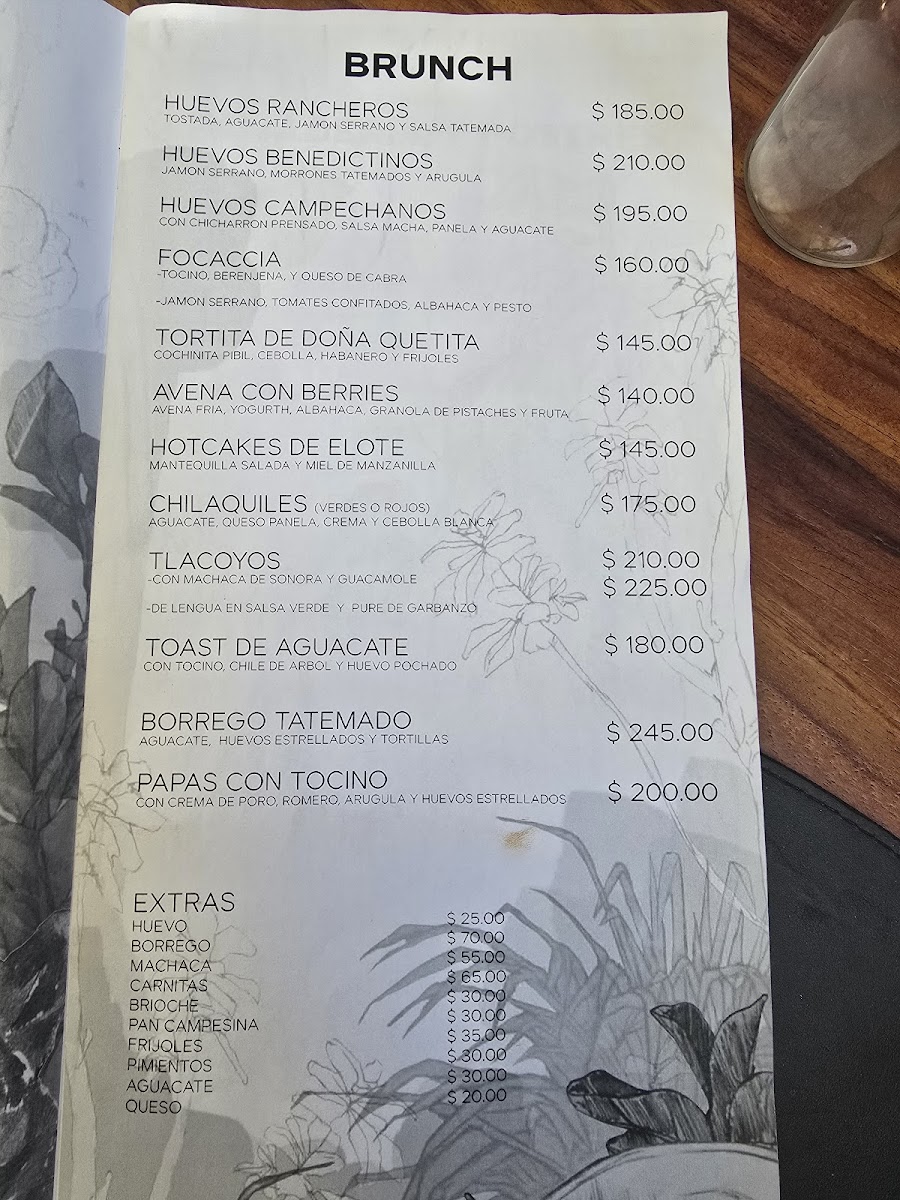 BRUNCH
HUEVOS RANCHEROS $ 185.00
TOSTADA, AGUACATE, JAMON SERRANO Y SALSA TATEMADA
HUEVOS BENEDICTINOS $ 210.00
JAMON SERRANO, MORRONES TATEMADOS Y ARUGULA
HUEVOS CAMPECHANOS $ 195.00
CON CHICHARRON PRENSADO, SALSA MACHA, PANELA Y AGUACATE
FOCACCIA $ 160.00
-TOCINO, BERENJENA, Y QUESO DE CABRA
-JAMON SERRANO, TOMATES CONFITADOS, ALBAHACA Y PESTO
TORTITA DE DOÑA QUETITA $ 145.00
COCHINITA PIBIL, CEBOLLA, HABANERO Y FRIJOLES
AVENA CON BERRIES $ 140.00
AVENA FRIA, YOGURTH, ALBAHACA, GRANOLA DE PISTACHES Y FRUTA
HOTCAKES DE ELOTE $ 145.00
MANTEQUILLA SALADA Y MIEL DE MANZANILLA
CHILAQUILES (VERDES O ROJOS) $ 175.00
AGUACATE, QUESO PANELA, CREMA Y CEBOLLA BLANCA
TLACOYOS $ 210.00
-CON MACHACA DE SONORA Y GUACAMOLE $ 225.00
-DE LENGUA EN SALSA VERDE Y PURE DE GARBANZO
TOAST DE AGUACATE $ 180.00
CON TOCINO, CHILE DE ARBOL Y HUEVO POCHADO
BORREGO TATEMADO $ 245.00
AGUACATE, HUEVOS ESTRELLADOS Y TORTILLAS
PAPAS CON TOCINO $ 200.00
CON CREMA DE PORO, ROMERO, ARUGULA Y HUEVOS ESTRELLADOS
EXTRAS
HUEVO $ 25.00
BORREGO $ 70.00
MACHACA $ 55.00
CARNITAS $ 65.00
BRIOCHE $ 30.00
PAN CAMPESINA $ 30.00
FRIJOLES $ 35.00
PIMIENTOS $ 30.00
AGUACATE $ 30.00
QUESO $ 20.00